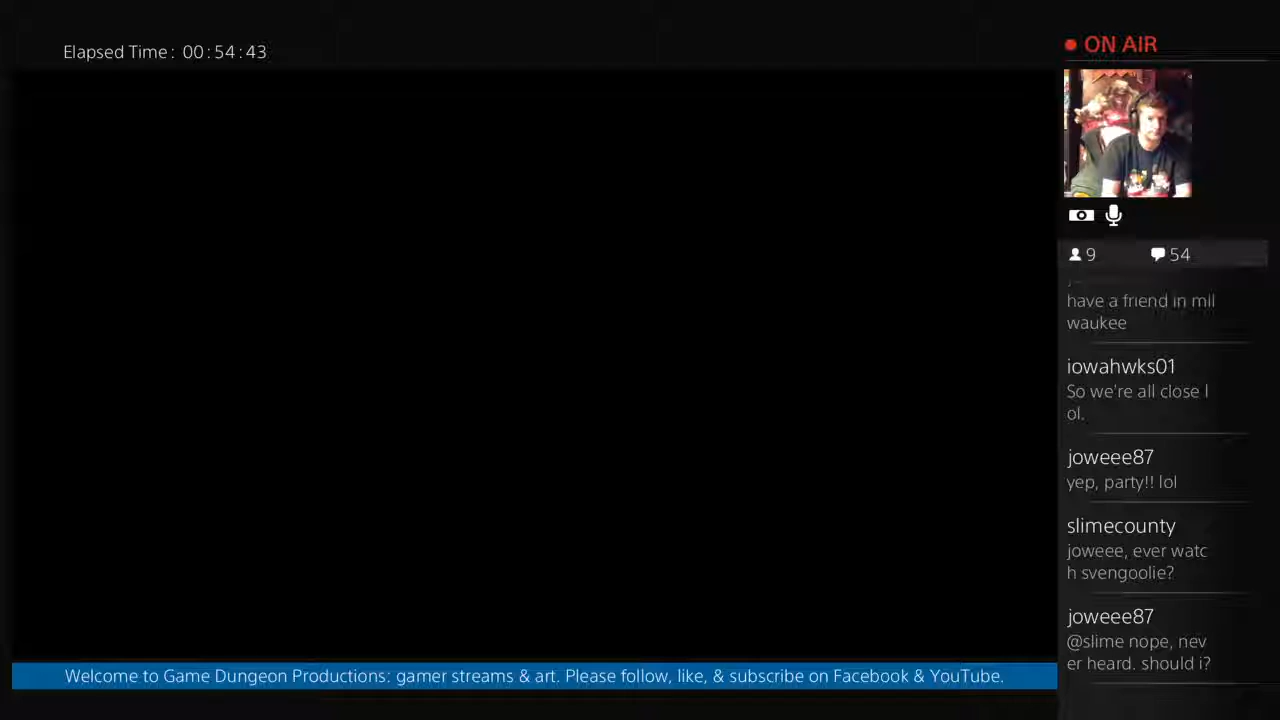 Elapsed Time: 00:54:43
ON AIR
9 54
have a friend in mil
waukee
iowahwks01
So we're all close l
ol.
joweee87
yep, party!! lol
slimecounty
joweee, ever watc
h svengoolie?
joweee87
@slime nope, nev
er heard. should i?
Welcome to Game Dungeon Productions: gamer streams & art. Please follow, like, & subscribe on Facebook & YouTube.